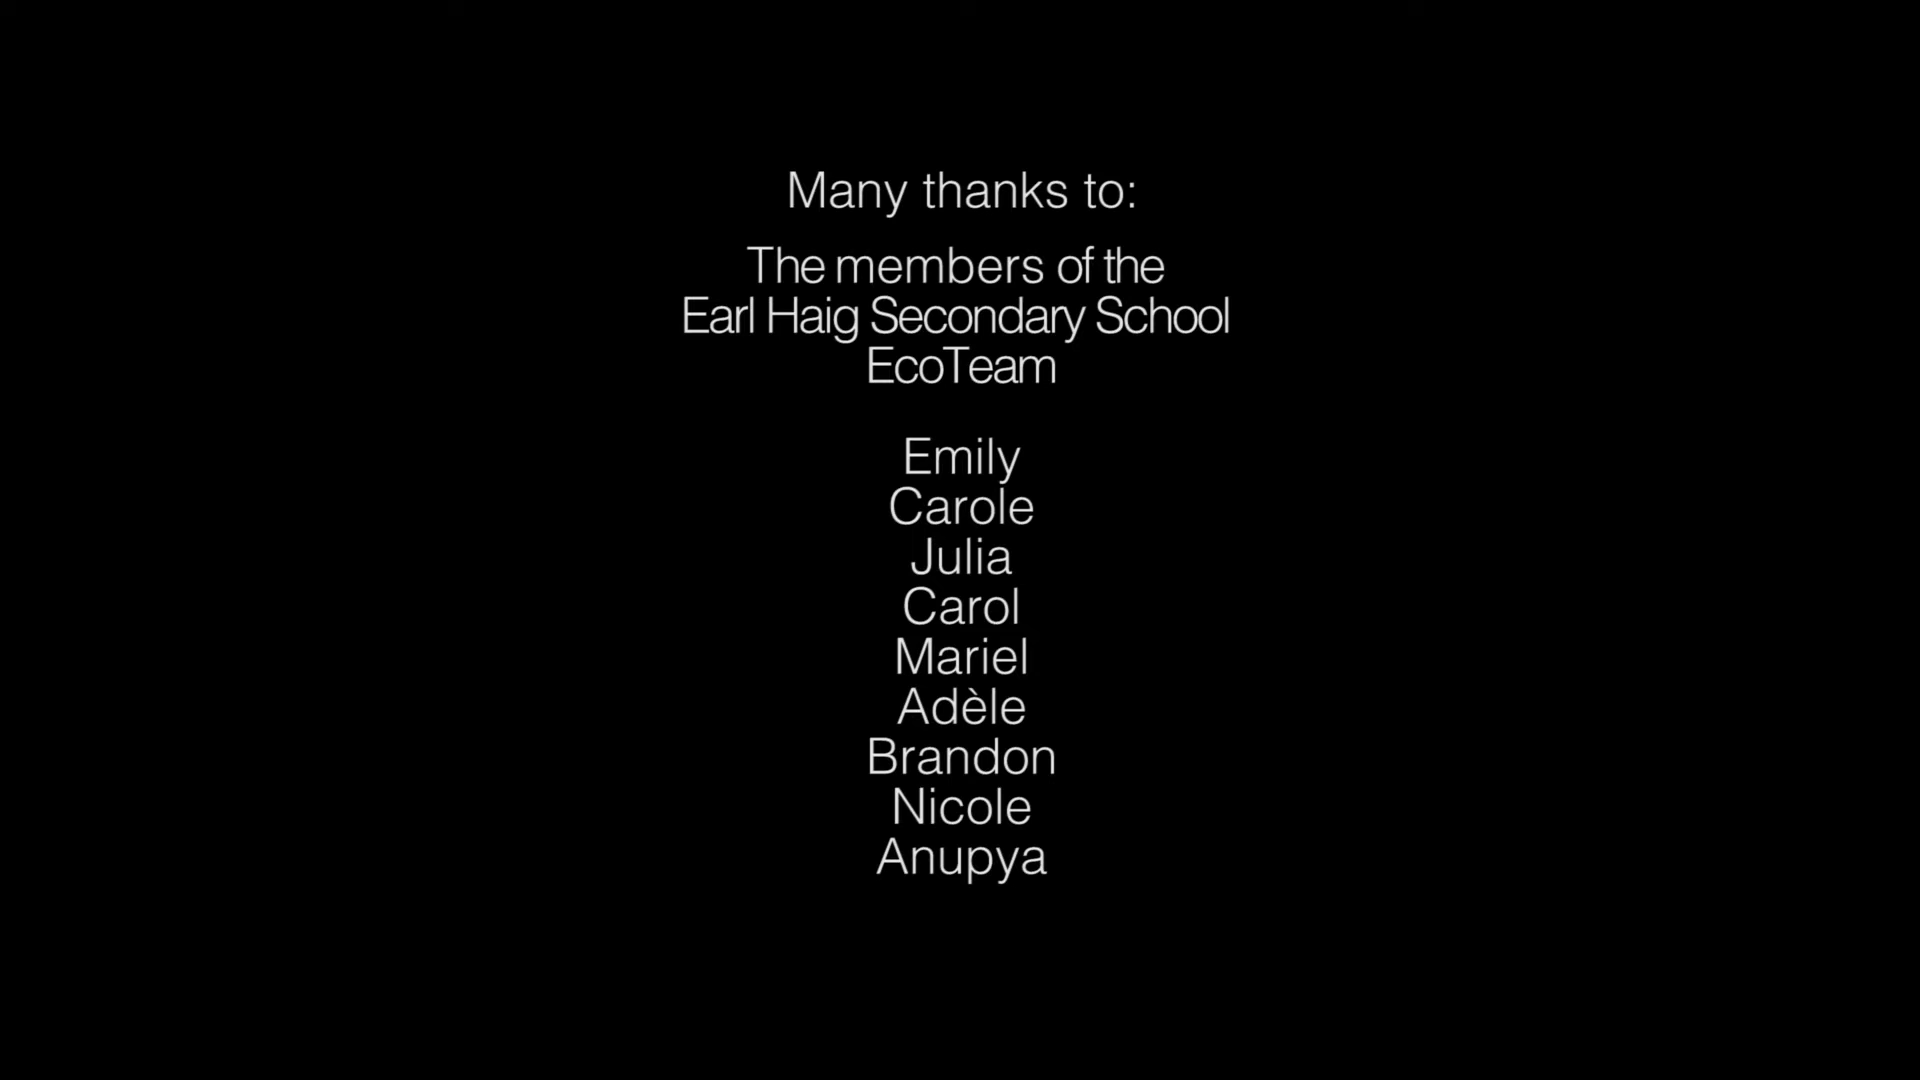 Many thanks to:
The members of the
Earl Haig Secondary School
EcoTeam
Emily
Carole
Julia
Carol
Mariel
Adèle
Brandon
Nicole
Anupya